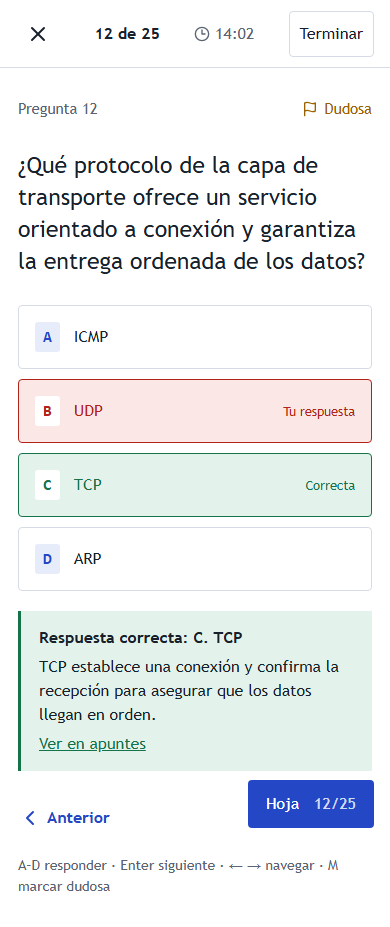 12 de 25
14:02
Terminar
Pregunta 12
Dudosa
¿Qué protocolo de la capa de
transporte ofrece un servicio
orientado a conexión y garantiza
la entrega ordenada de los datos?
A ICMP
B UDP Tu respuesta
C TCP Correcta
D ARP
Respuesta correcta: C. TCP
TCP establece una conexión y confirma la
recepción para asegurar que los datos
llegan en orden.
Ver en apuntes
Anterior
Hoja 12/25
A–D responder · Enter siguiente · ← → navegar · M
marcar dudosa